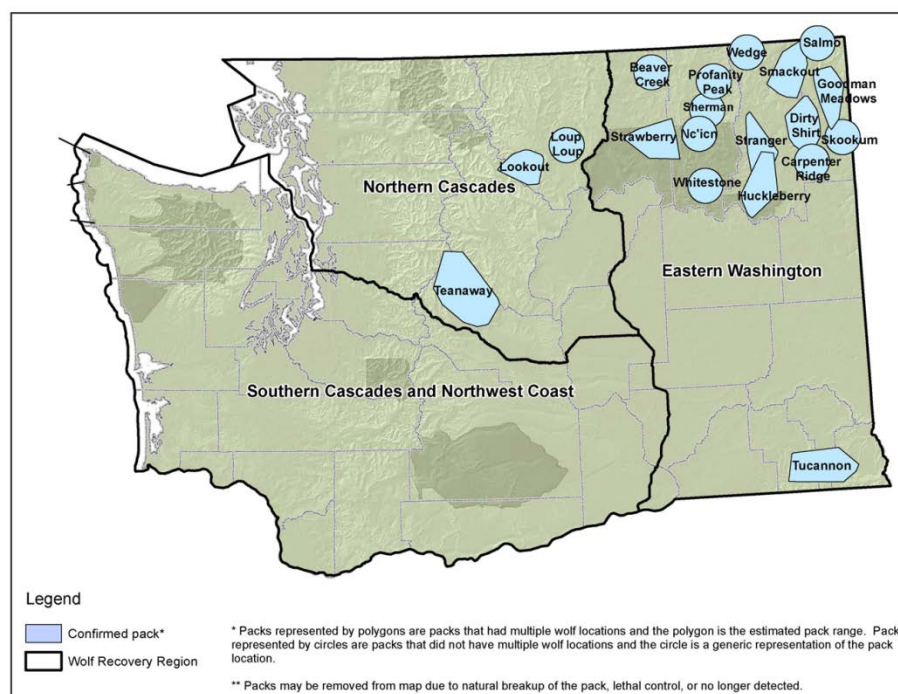 Salmo
Wedge
Beaver
Creek
Profanity
Peak
Smackout
Goodman
Meadows
Sherman
Dirty
Shirt
Loup
Loup
Strawberry
Nc'icn
Stranger
Skookum
Lookout
Carpenter
Ridge
Northern Cascades
Whitestone
Huckleberry
Eastern Washington
Teanaway
Southern Cascades and Northwest Coast
Tucannon
Legend
Confirmed pack*
Wolf Recovery Region
* Packs represented by polygons are packs that had multiple wolf locations and the polygon is the estimated pack range. Pack
represented by circles are packs that did not have multiple wolf locations and the circle is a generic representation of the pack
location.
** Packs may be removed from map due to natural breakup of the pack, lethal control, or no longer detected.